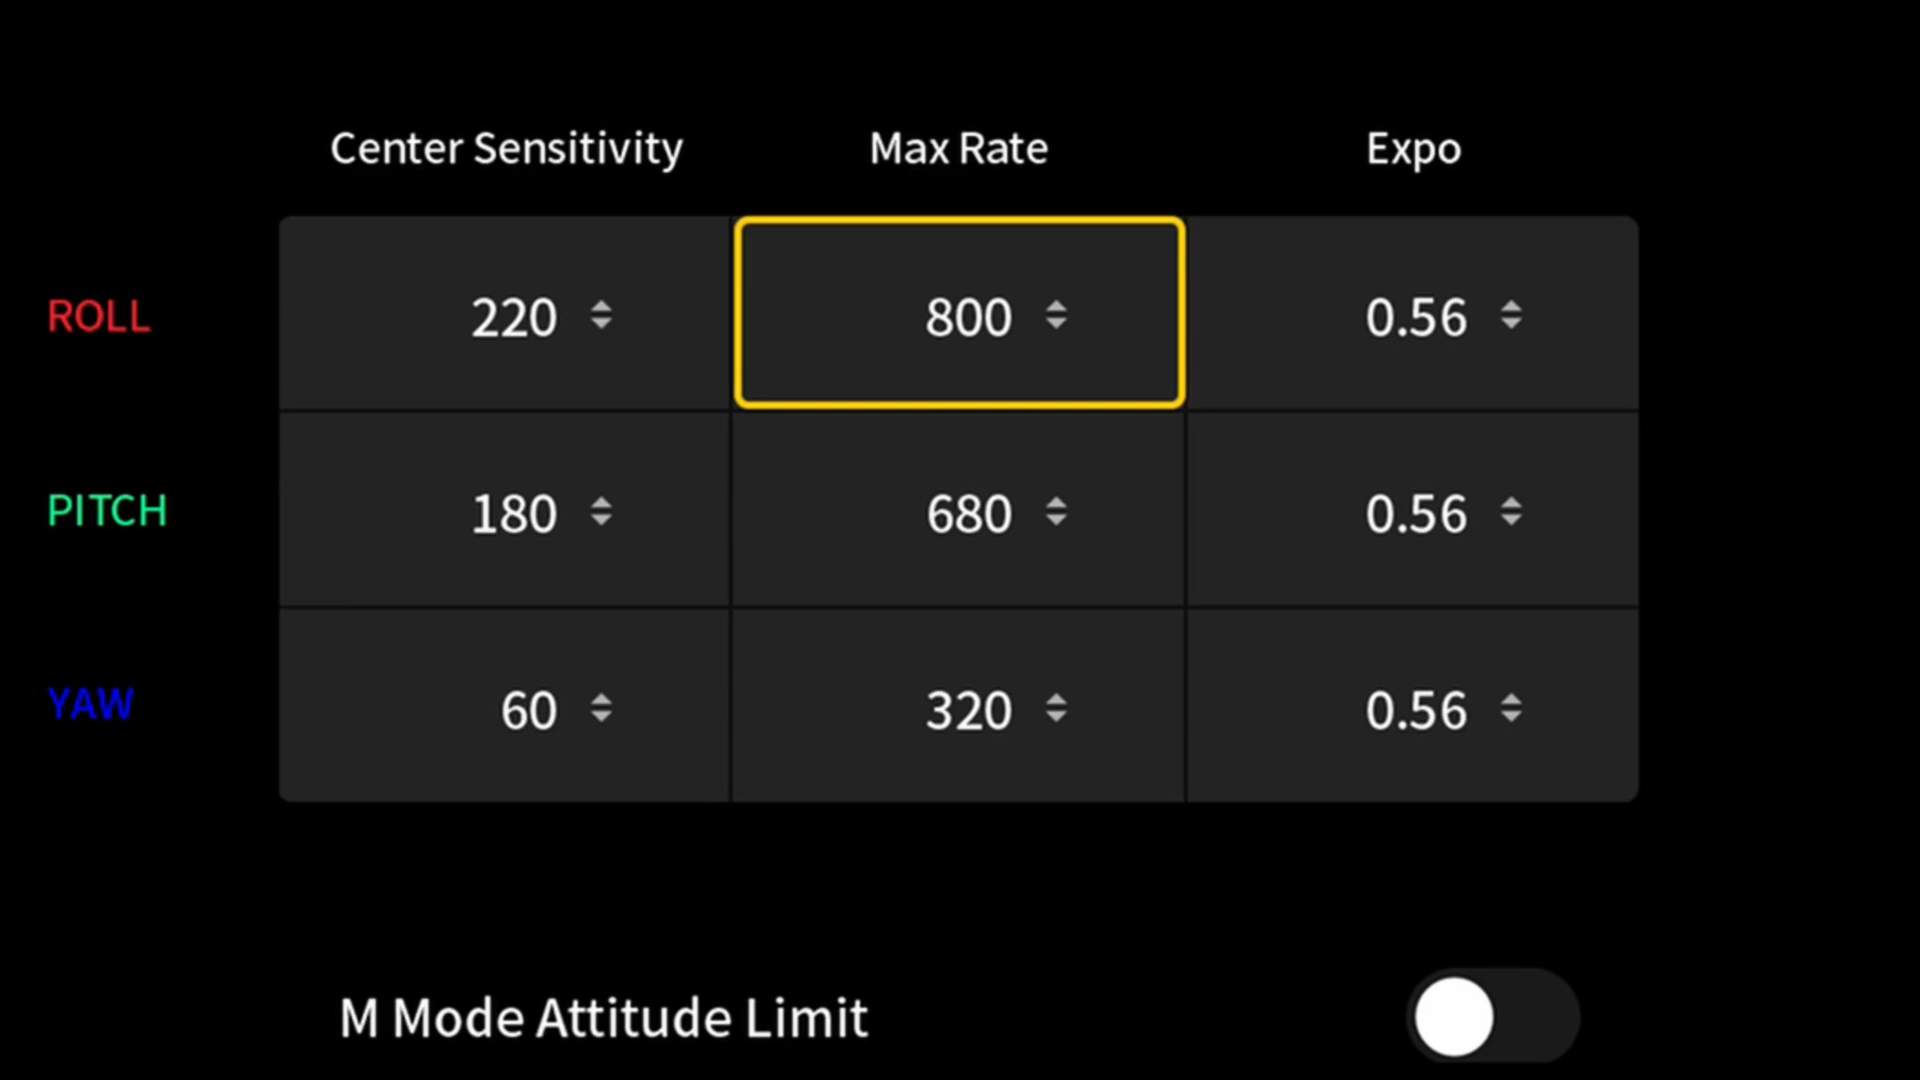 Center Sensitivity Max Rate Expo
ROLL 220 800 0.56
PITCH 180 680 0.56
YAW 60 320 0.56
M Mode Attitude Limit